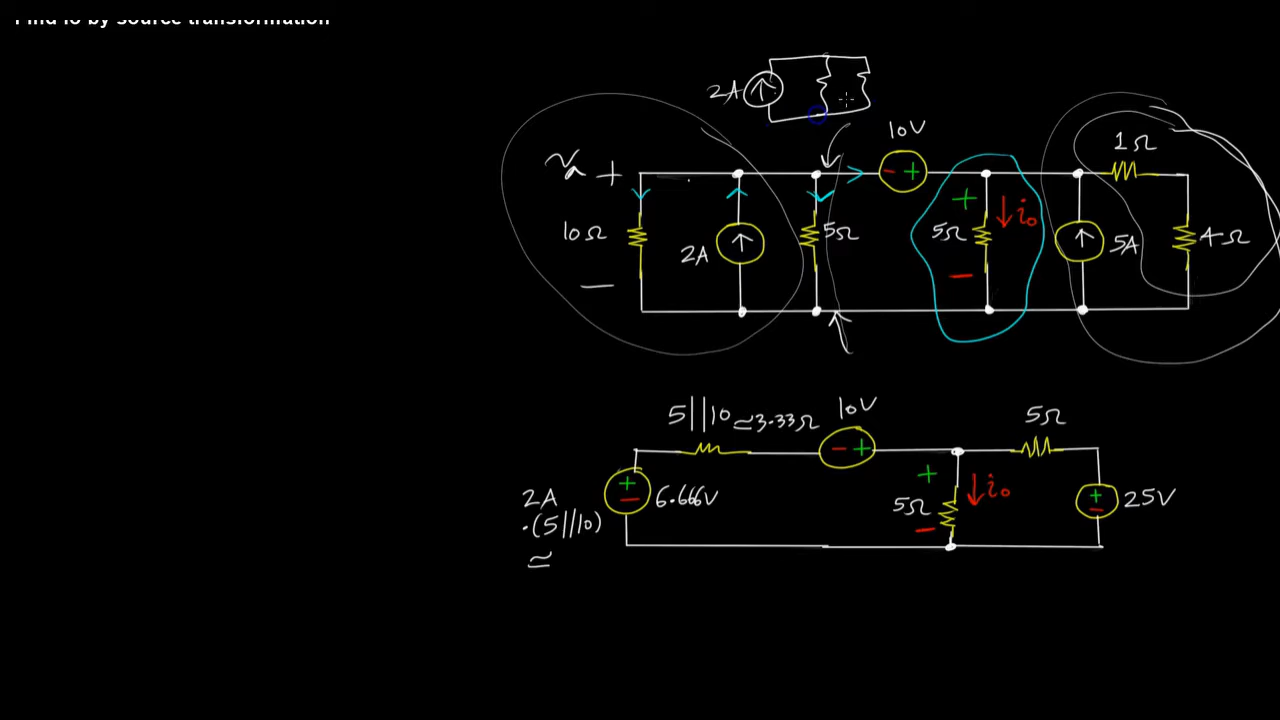 Find io by source transformation
2A
10V
1Ω
+
- +
10Ω
2A
5Ω
+
5Ω
io
5A
4Ω
-
-
5||10 ≃3.33Ω
10V
5Ω
- +
2A
·(5||10)
≃
+
-
6.666V
+
5Ω
-
io
+
-
25V